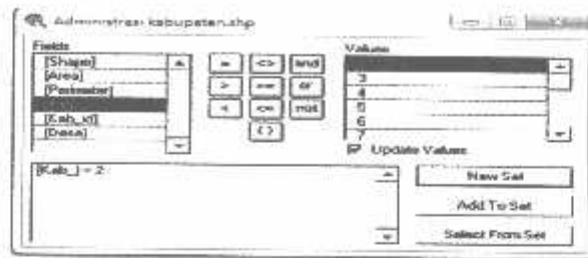 Administrasi kabupaten.shp
Fields
Values
[Shape]
[Area]
[Perimeter]
[Kab_id]
[Desa]
= <> and
> >= or
< <= not
( )
3
4
5
6
7
Update Values
[Kab_] = 2
New Set
Add To Set
Select From Set